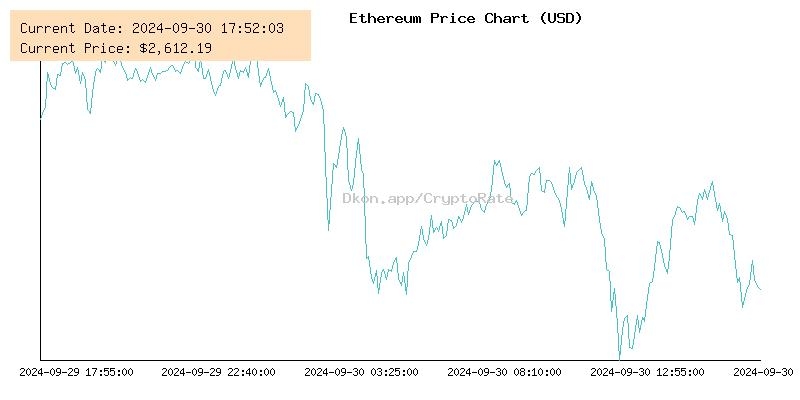 Ethereum Price Chart (USD)
Current Date: 2024-09-30 17:52:03
Current Price: $2,612.19
Dkon.app/CryptoRate
2024-09-29 17:55:00 2024-09-29 22:40:00 2024-09-30 03:25:00 2024-09-30 08:10:00 2024-09-30 12:55:00 2024-09-30